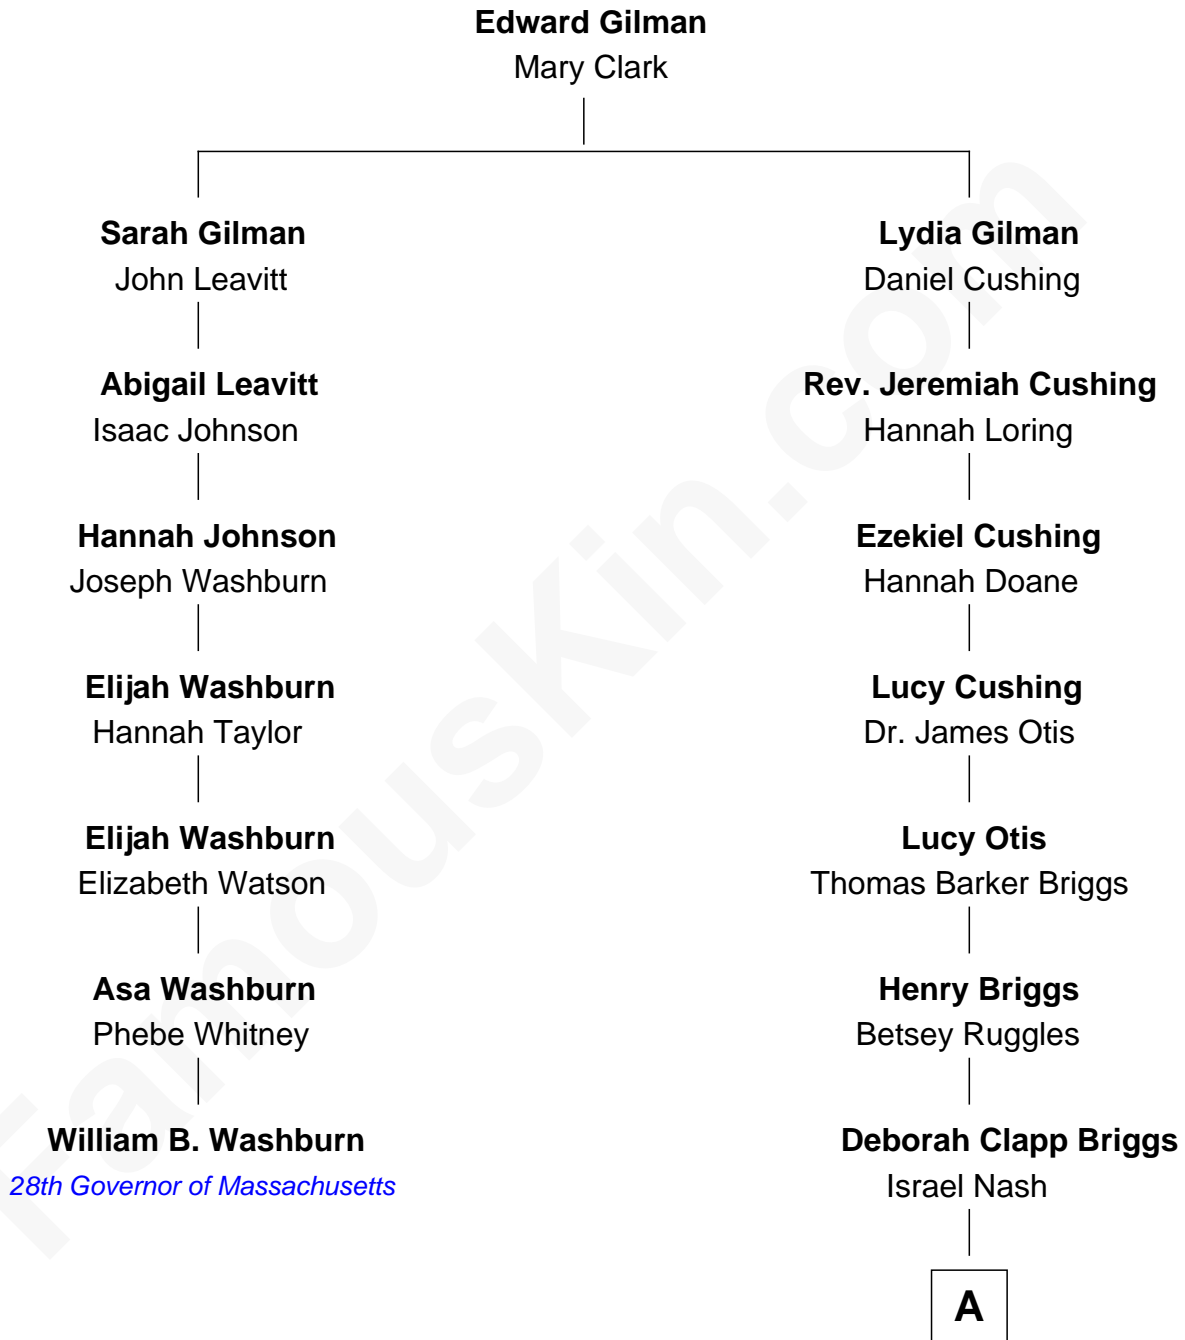 Edward Gilman
Mary Clark
Sarah Gilman
John Leavitt
Abigail Leavitt
Isaac Johnson
Hannah Johnson
Joseph Washburn
Elijah Washburn
Hannah Taylor
Elijah Washburn
Elizabeth Watson
Asa Washburn
Phebe Whitney
William B. Washburn
28th Governor of Massachusetts
Lydia Gilman
Daniel Cushing
Rev. Jeremiah Cushing
Hannah Loring
Ezekiel Cushing
Hannah Doane
Lucy Cushing
Dr. James Otis
Lucy Otis
Thomas Barker Briggs
Henry Briggs
Betsey Ruggles
Deborah Clapp Briggs
Israel Nash
A
FamousKin.com